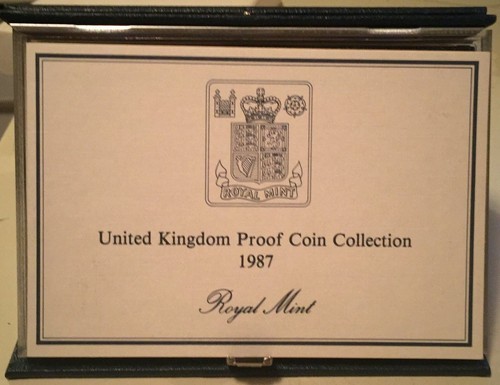 ROYAL MINT
United Kingdom Proof Coin Collection
1987
Royal Mint